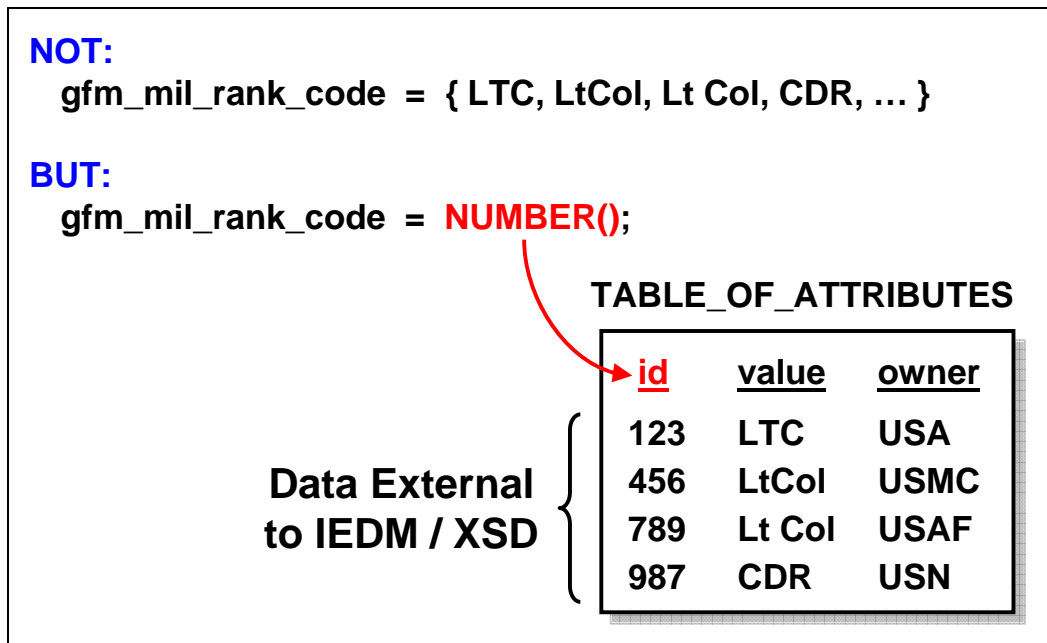 NOT:
gfm_mil_rank_code = { LTC, LtCol, Lt Col, CDR, … }
BUT:
gfm_mil_rank_code = NUMBER();
TABLE_OF_ATTRIBUTES
id value owner
123 LTC USA
456 LtCol USMC
789 Lt Col USAF
987 CDR USN
Data External
to IEDM / XSD